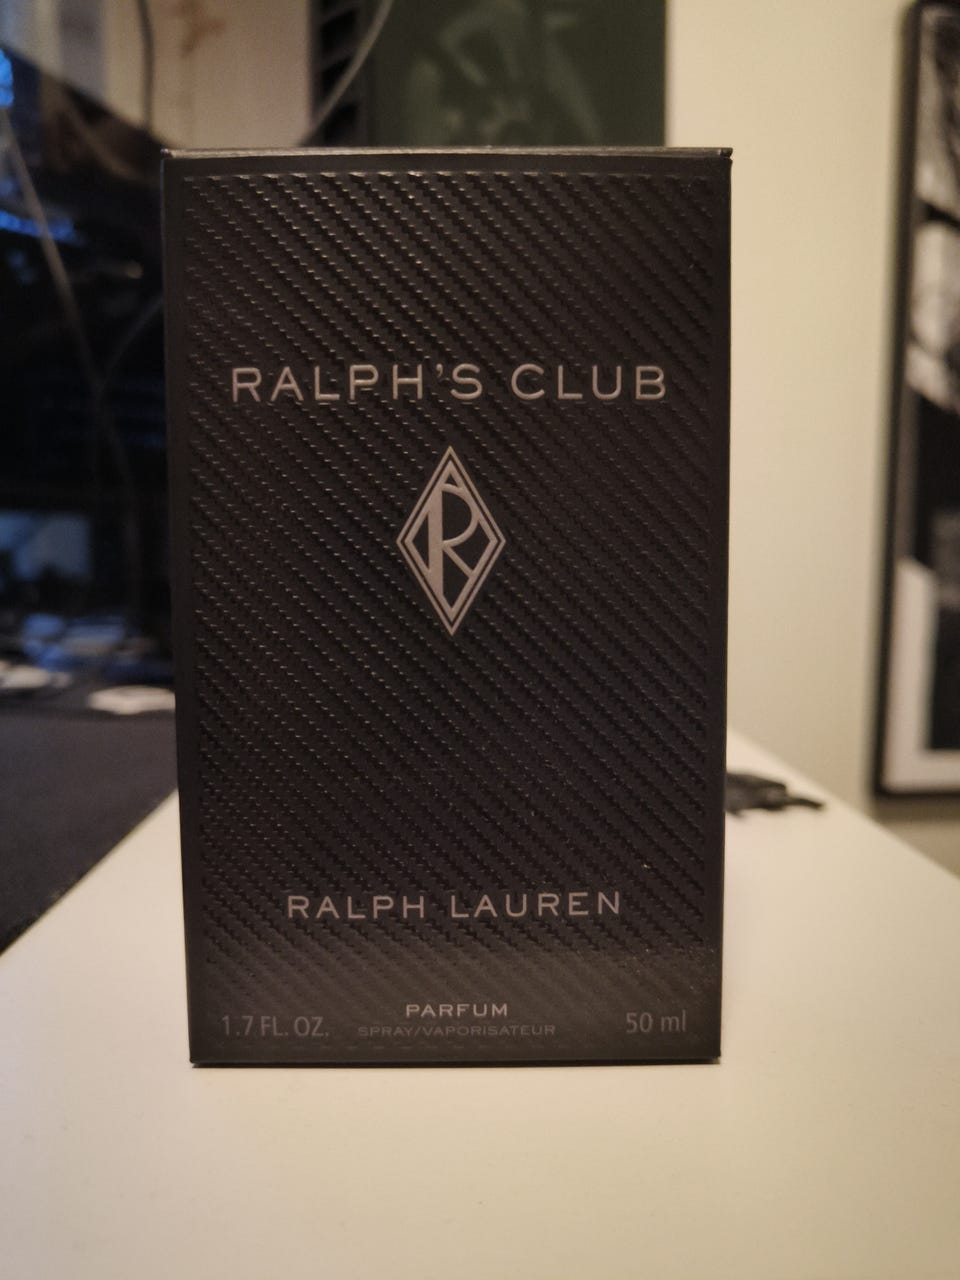 RALPH'S CLUB
R
RALPH LAUREN
PARFUM
1.7 FL. OZ. SPRAY/VAPORISATEUR 50 ml